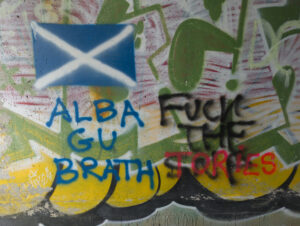 ALBA
GU
BRATH
FUCK
THE
TORIES